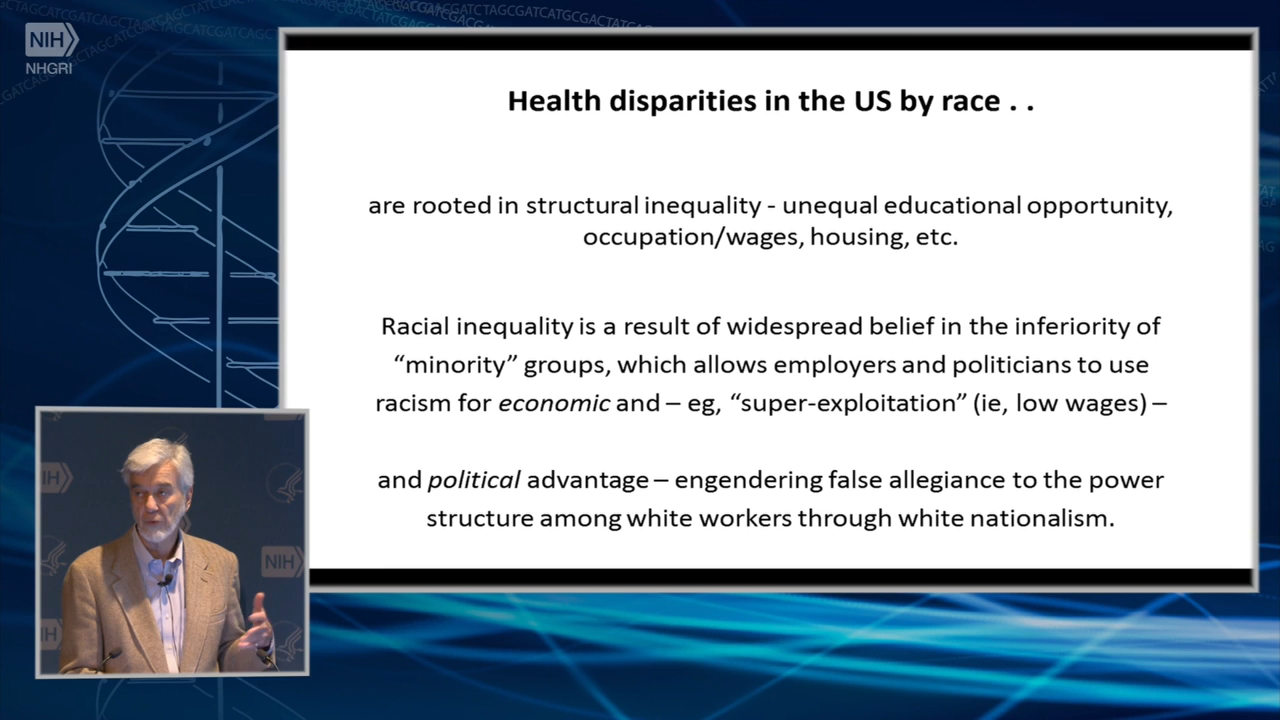 NIH
NHGRI
Health disparities in the US by race . .
are rooted in structural inequality - unequal educational opportunity,
occupation/wages, housing, etc.
Racial inequality is a result of widespread belief in the inferiority of
“minority” groups, which allows employers and politicians to use
racism for economic and – eg, “super-exploitation” (ie, low wages) –
and political advantage – engendering false allegiance to the power
structure among white workers through white nationalism.
IH
NIH
IH